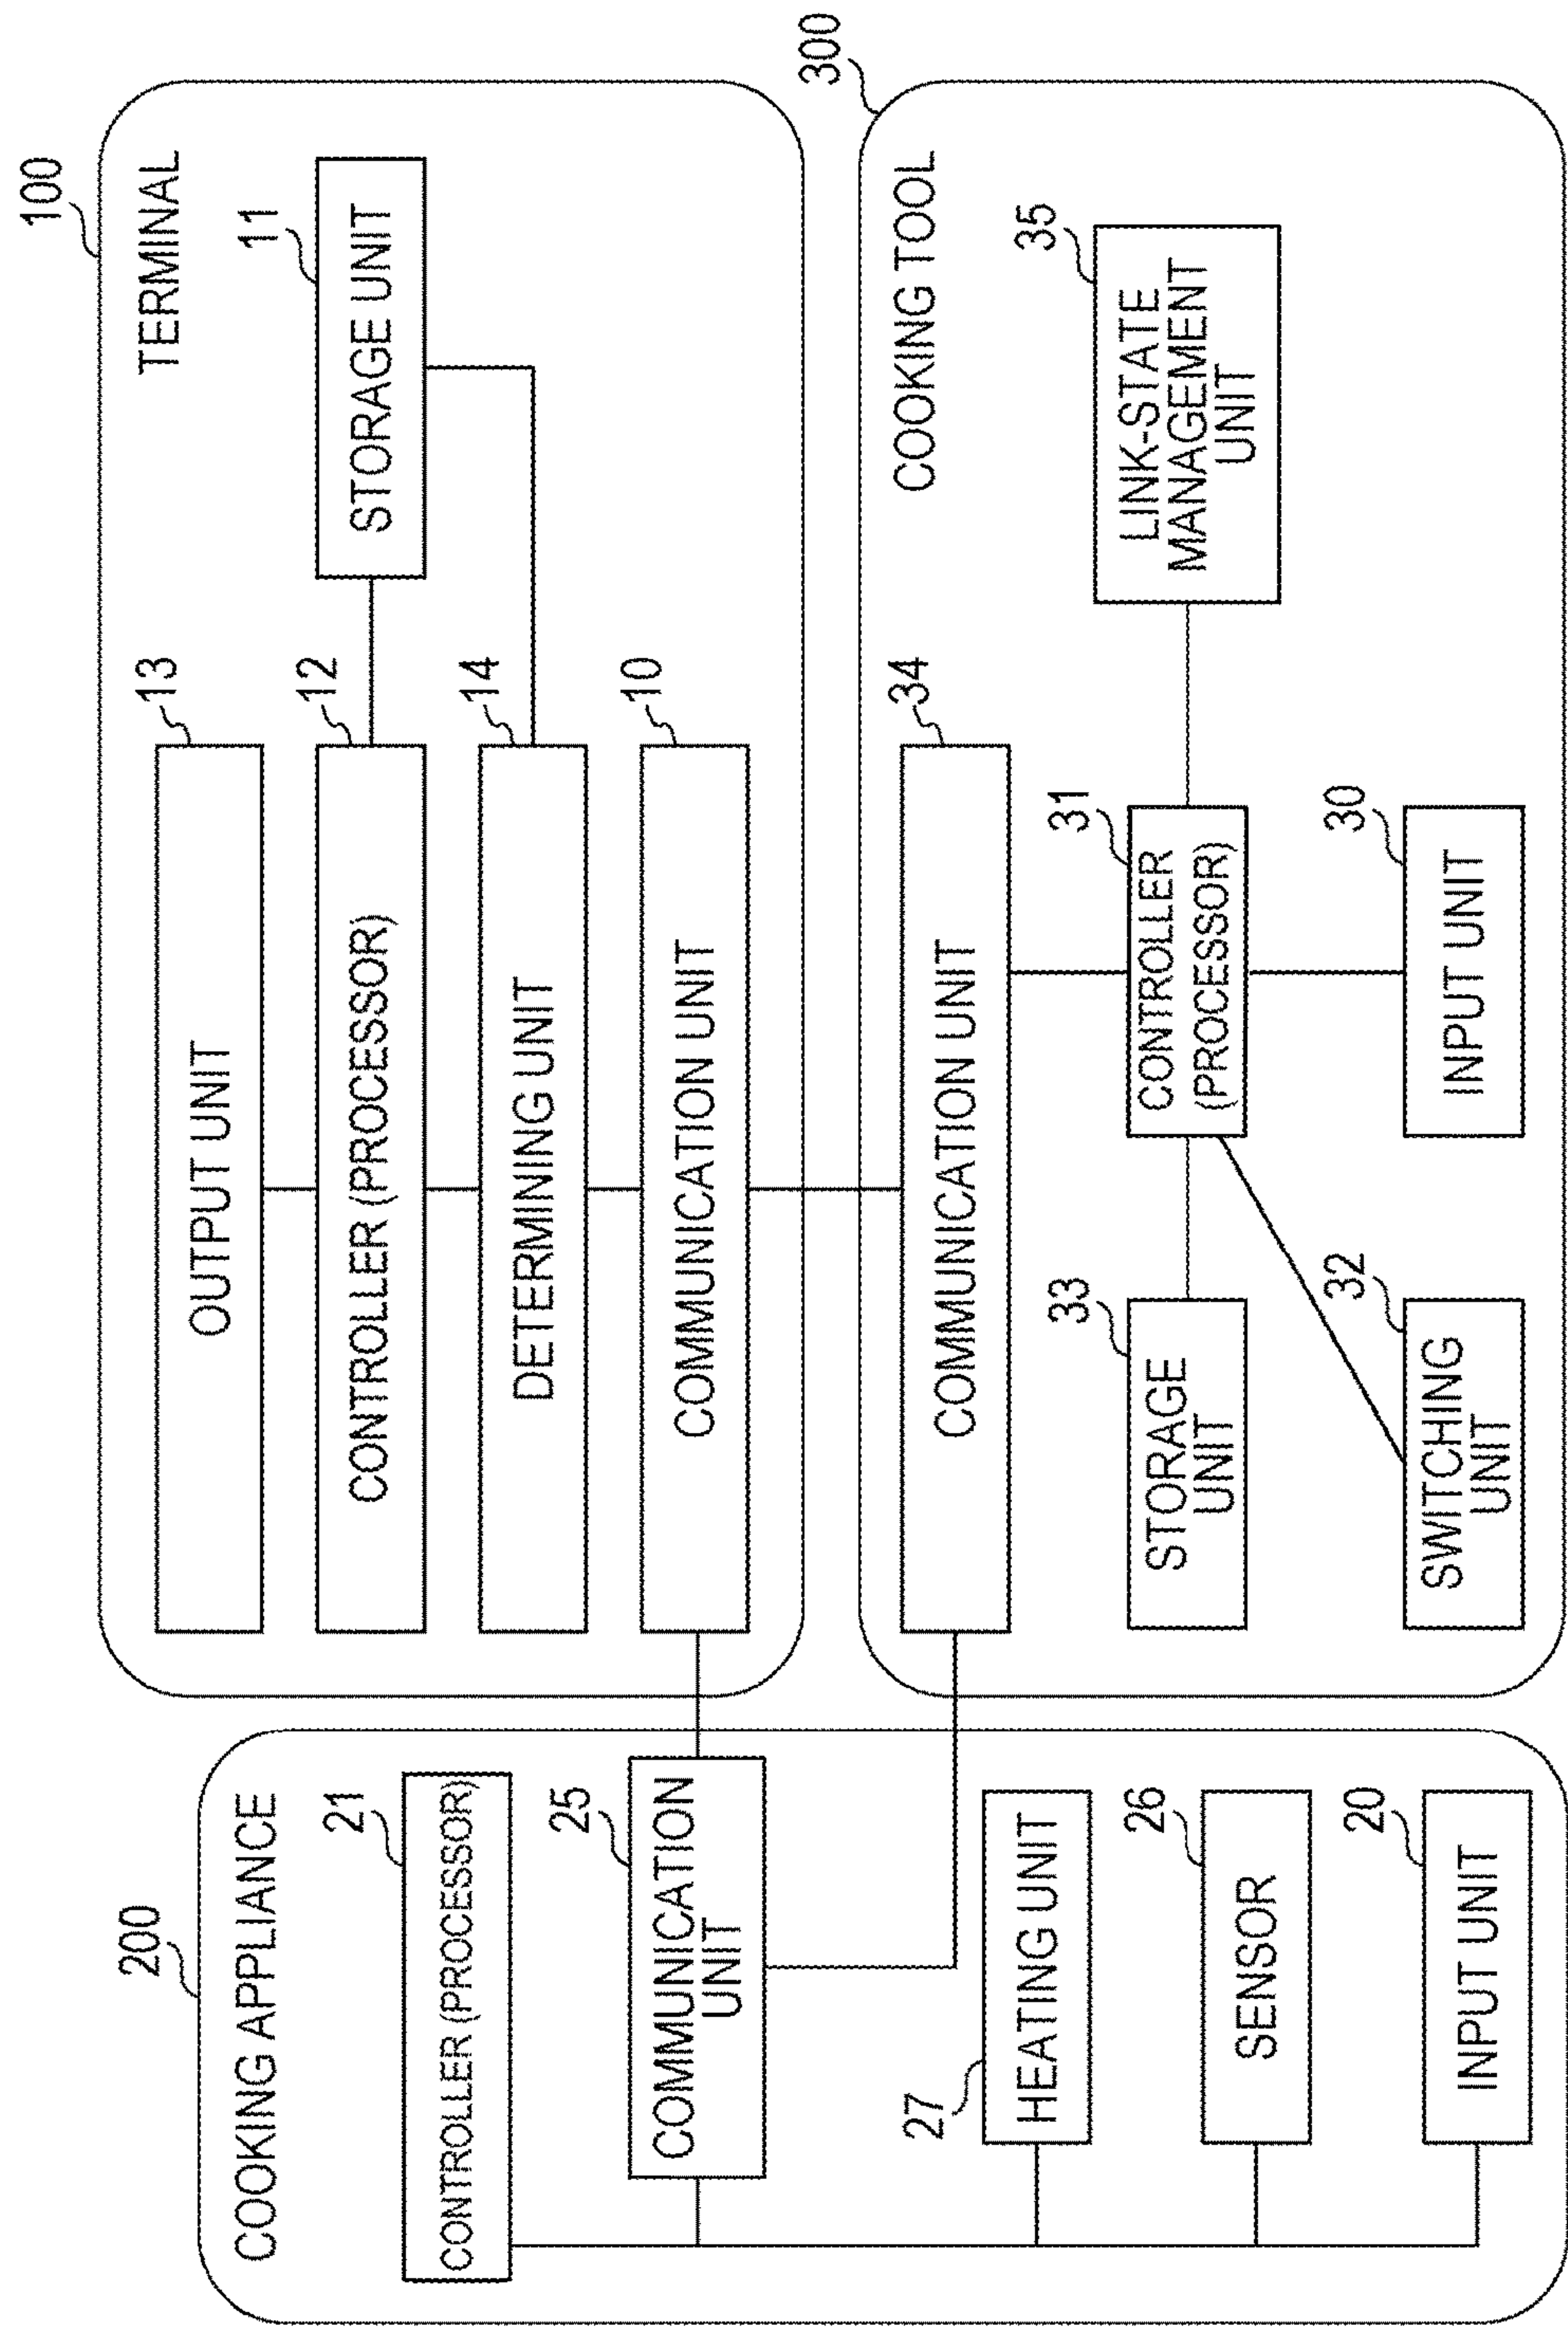 100
TERMINAL
13
OUTPUT UNIT
12
CONTROLLER (PROCESSOR)
11
STORAGE UNIT
14
DETERMINING UNIT
10
COMMUNICATION UNIT
200
COOKING APPLIANCE
21
CONTROLLER (PROCESSOR)
25
COMMUNICATION
UNIT
27
HEATING UNIT
26
SENSOR
20
INPUT UNIT
300
COOKING TOOL
34
COMMUNICATION UNIT
33
STORAGE
UNIT
31
CONTROLLER
(PROCESSOR)
35
LINK-STATE
MANAGEMENT
UNIT
32
SWITCHING
UNIT
30
INPUT UNIT